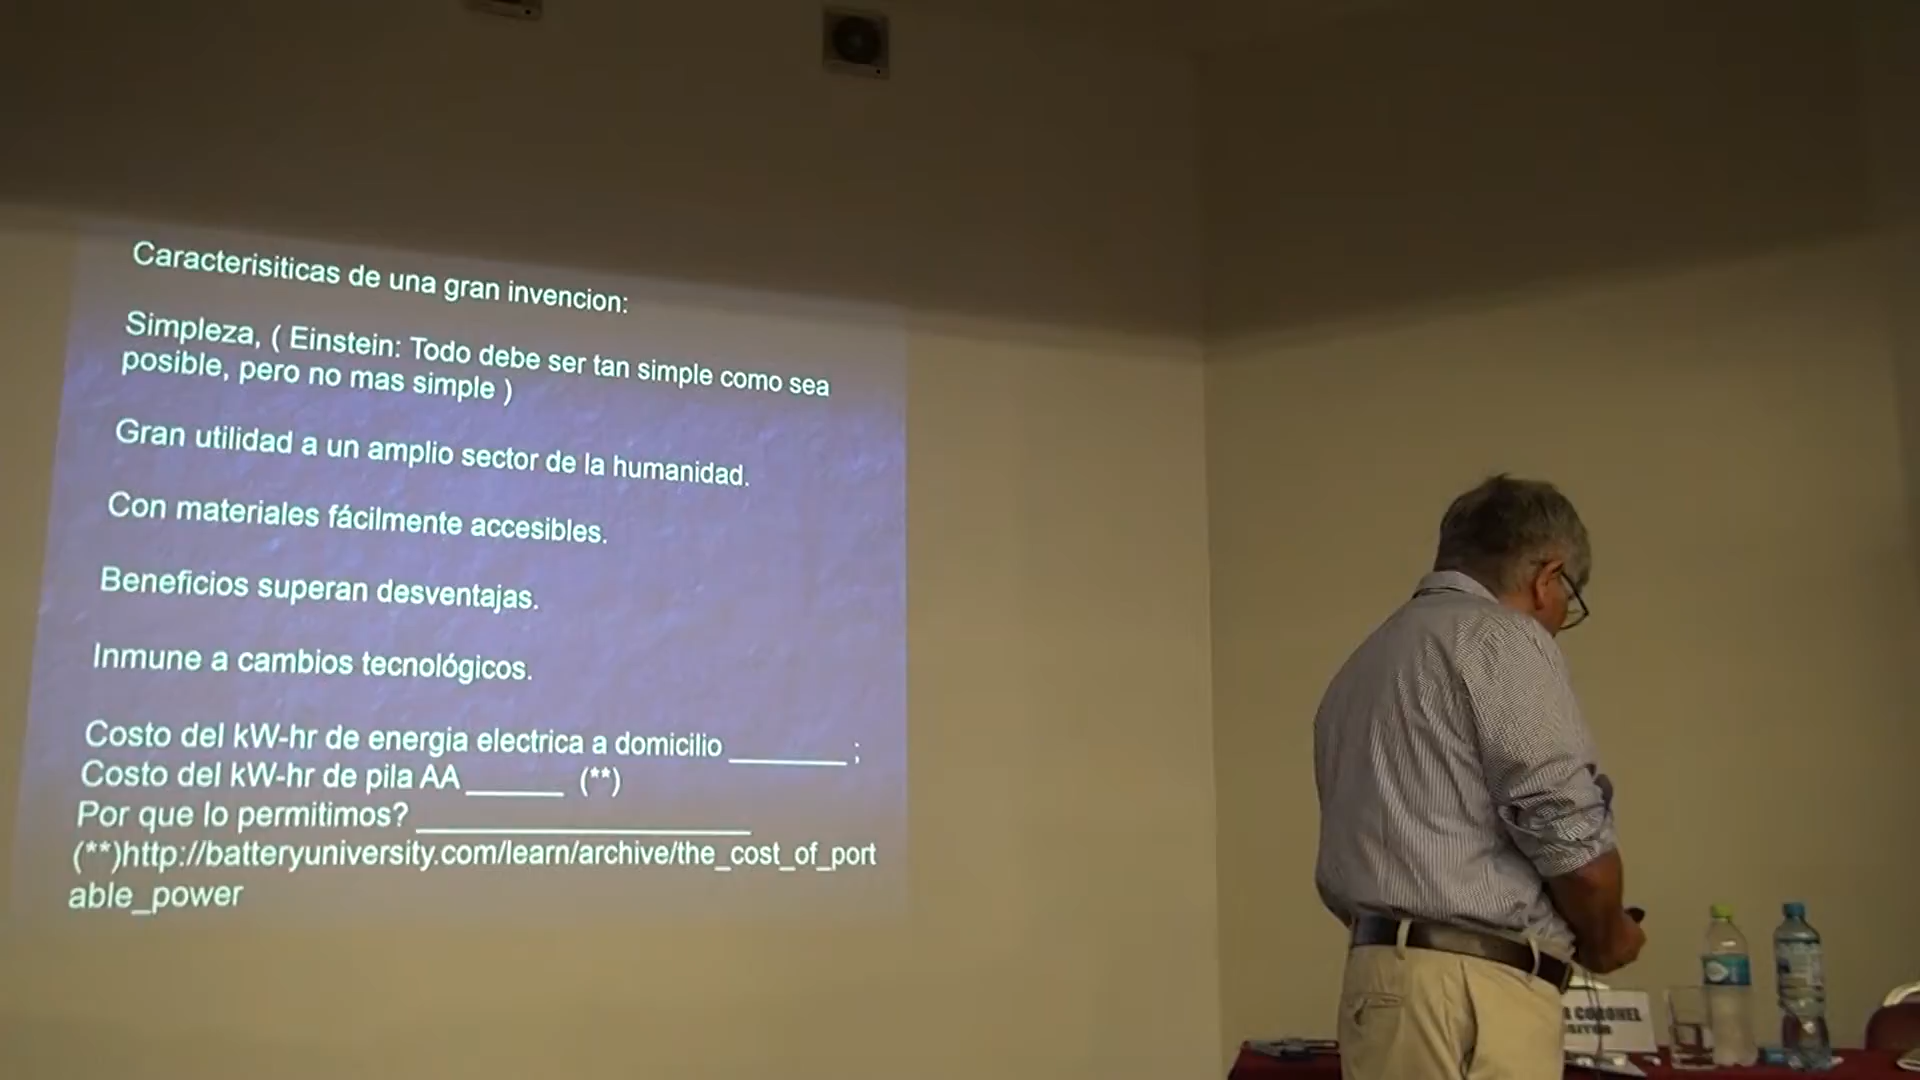 Caracterisiticas de una gran invencion:
Simpleza, ( Einstein: Todo debe ser tan simple como sea
posible, pero no mas simple )
Gran utilidad a un amplio sector de la humanidad.
Con materiales fácilmente accesibles.
Beneficios superan desventajas.
Inmune a cambios tecnológicos.
Costo del kW-hr de energia electrica a domicilio _______ ;
Costo del kW-hr de pila AA ______ (**)
Por que lo permitimos? ____________________
(**)http://batteryuniversity.com/learn/archive/the_cost_of_port
able_power
CORONEL